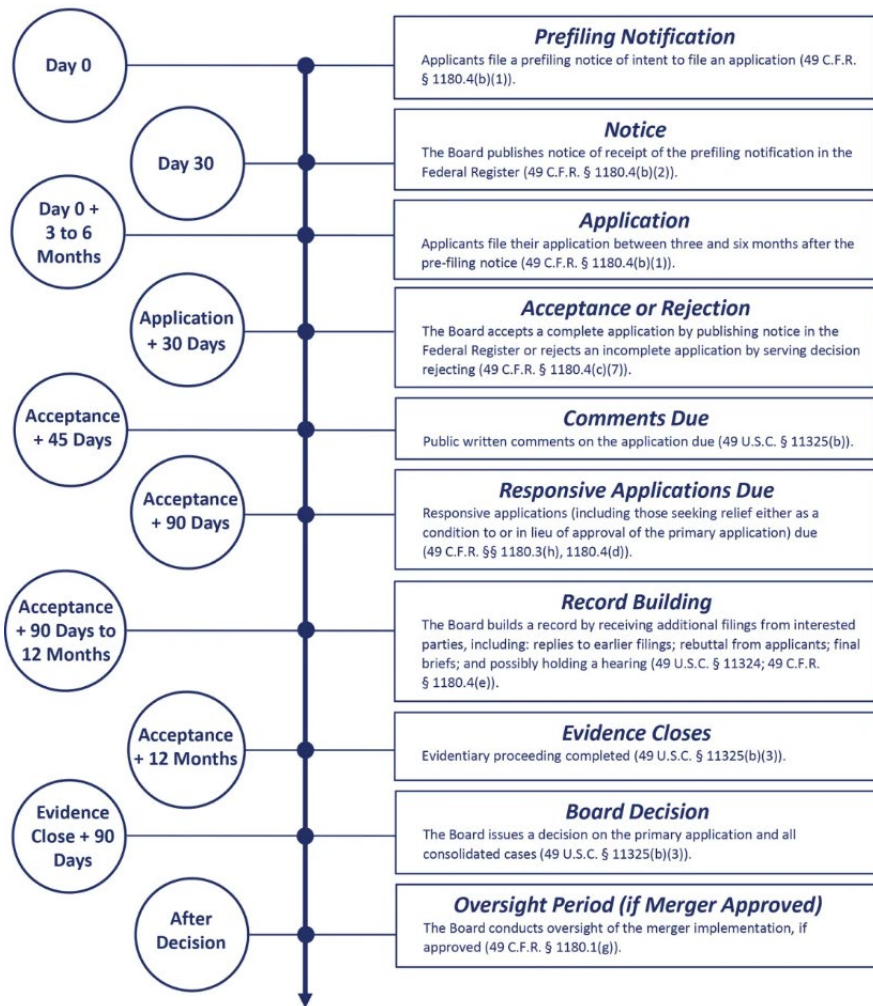 Day 0
Prefiling Notification
Applicants file a prefiling notice of intent to file an application (49 C.F.R.
§ 1180.4(b)(1)).
Day 30
Notice
The Board publishes notice of receipt of the prefiling notification in the
Federal Register (49 C.F.R. § 1180.4(b)(2)).
Day 0 +
3 to 6
Months
Application
Applicants file their application between three and six months after the
pre-filing notice (49 C.F.R. § 1180.4(b)(1)).
Application
+ 30 Days
Acceptance or Rejection
The Board accepts a complete application by publishing notice in the
Federal Register or rejects an incomplete application by serving decision
rejecting (49 C.F.R. § 1180.4(c)(7)).
Acceptance
+ 45 Days
Comments Due
Public written comments on the application due (49 U.S.C. § 11325(b)).
Acceptance
+ 90 Days
Responsive Applications Due
Responsive applications (including those seeking relief either as a
condition to or in lieu of approval of the primary application) due
(49 C.F.R. §§ 1180.3(h), 1180.4(d)).
Acceptance
+ 90 Days to
12 Months
Record Building
The Board builds a record by receiving additional filings from interested
parties, including: replies to earlier filings; rebuttal from applicants; final
briefs; and possibly holding a hearing (49 U.S.C. § 11324; 49 C.F.R.
§ 1180.4(e)).
Acceptance
+ 12 Months
Evidence Closes
Evidentiary proceeding completed (49 U.S.C. § 11325(b)(3)).
Evidence
Close + 90
Days
Board Decision
The Board issues a decision on the primary application and all
consolidated cases (49 U.S.C. § 11325(b)(3)).
After
Decision
Oversight Period (if Merger Approved)
The Board conducts oversight of the merger implementation, if
approved (49 C.F.R. § 1180.1(g)).